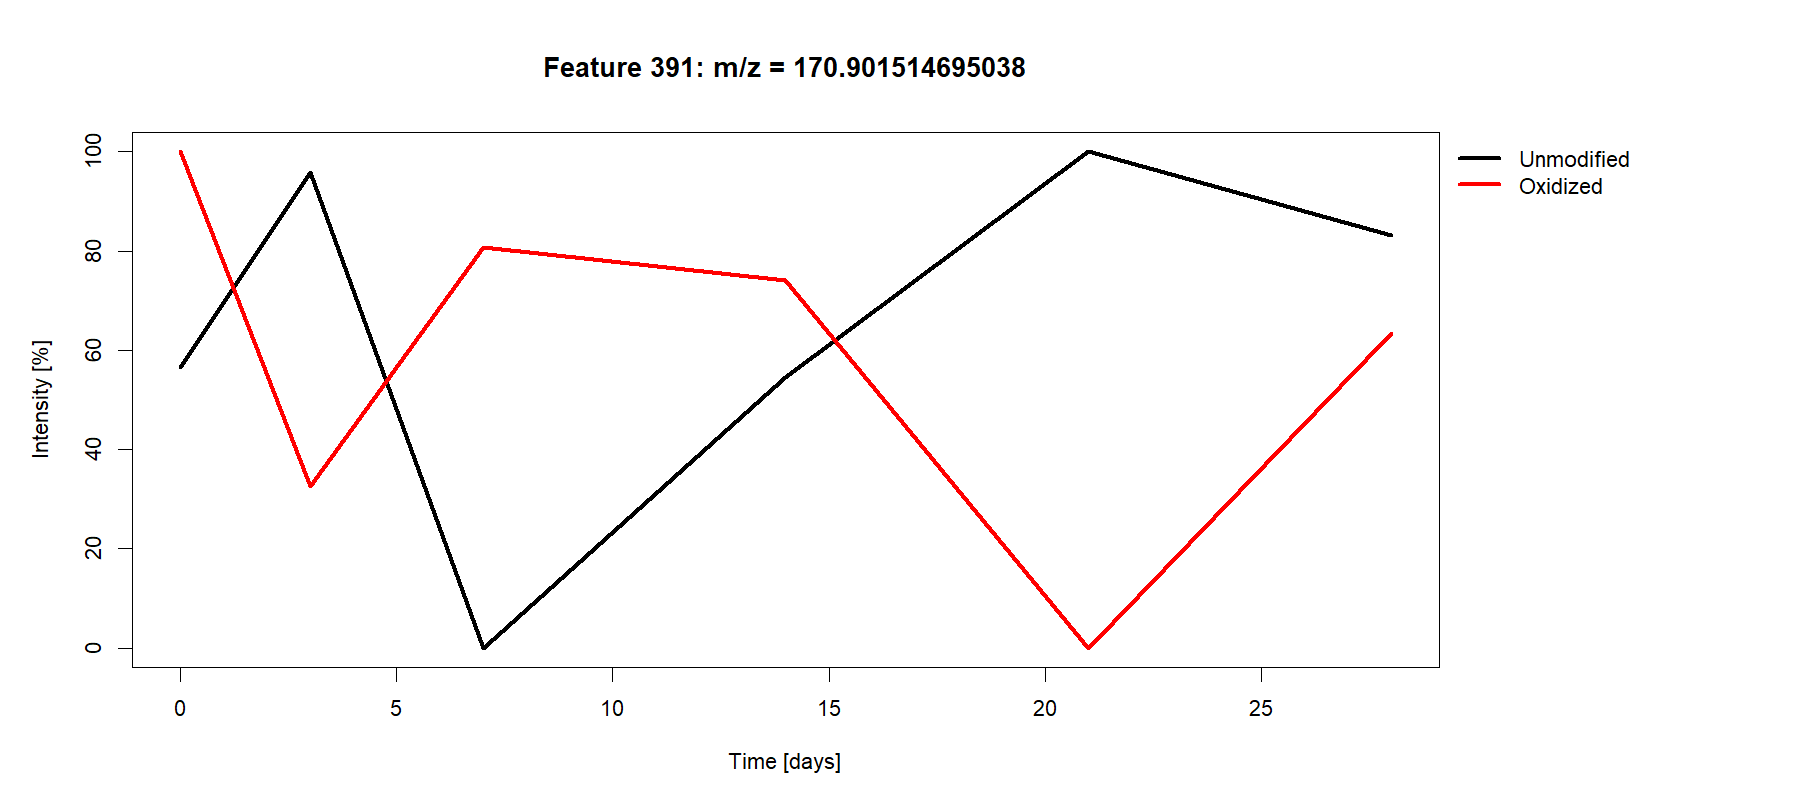 Feature 391: m/z = 170.901514695038
Unmodified
Oxidized
Intensity [%]
100
80
60
40
20
0
0 5 10 15 20 25
Time [days]